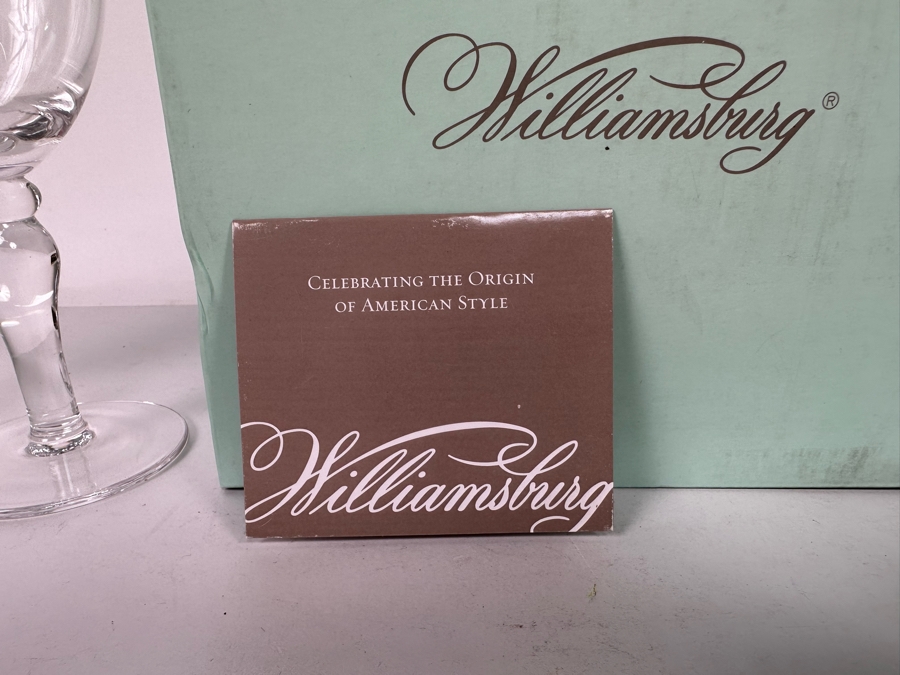 Williamsburg®
Celebrating the Origin
of American Style
Williamsburg